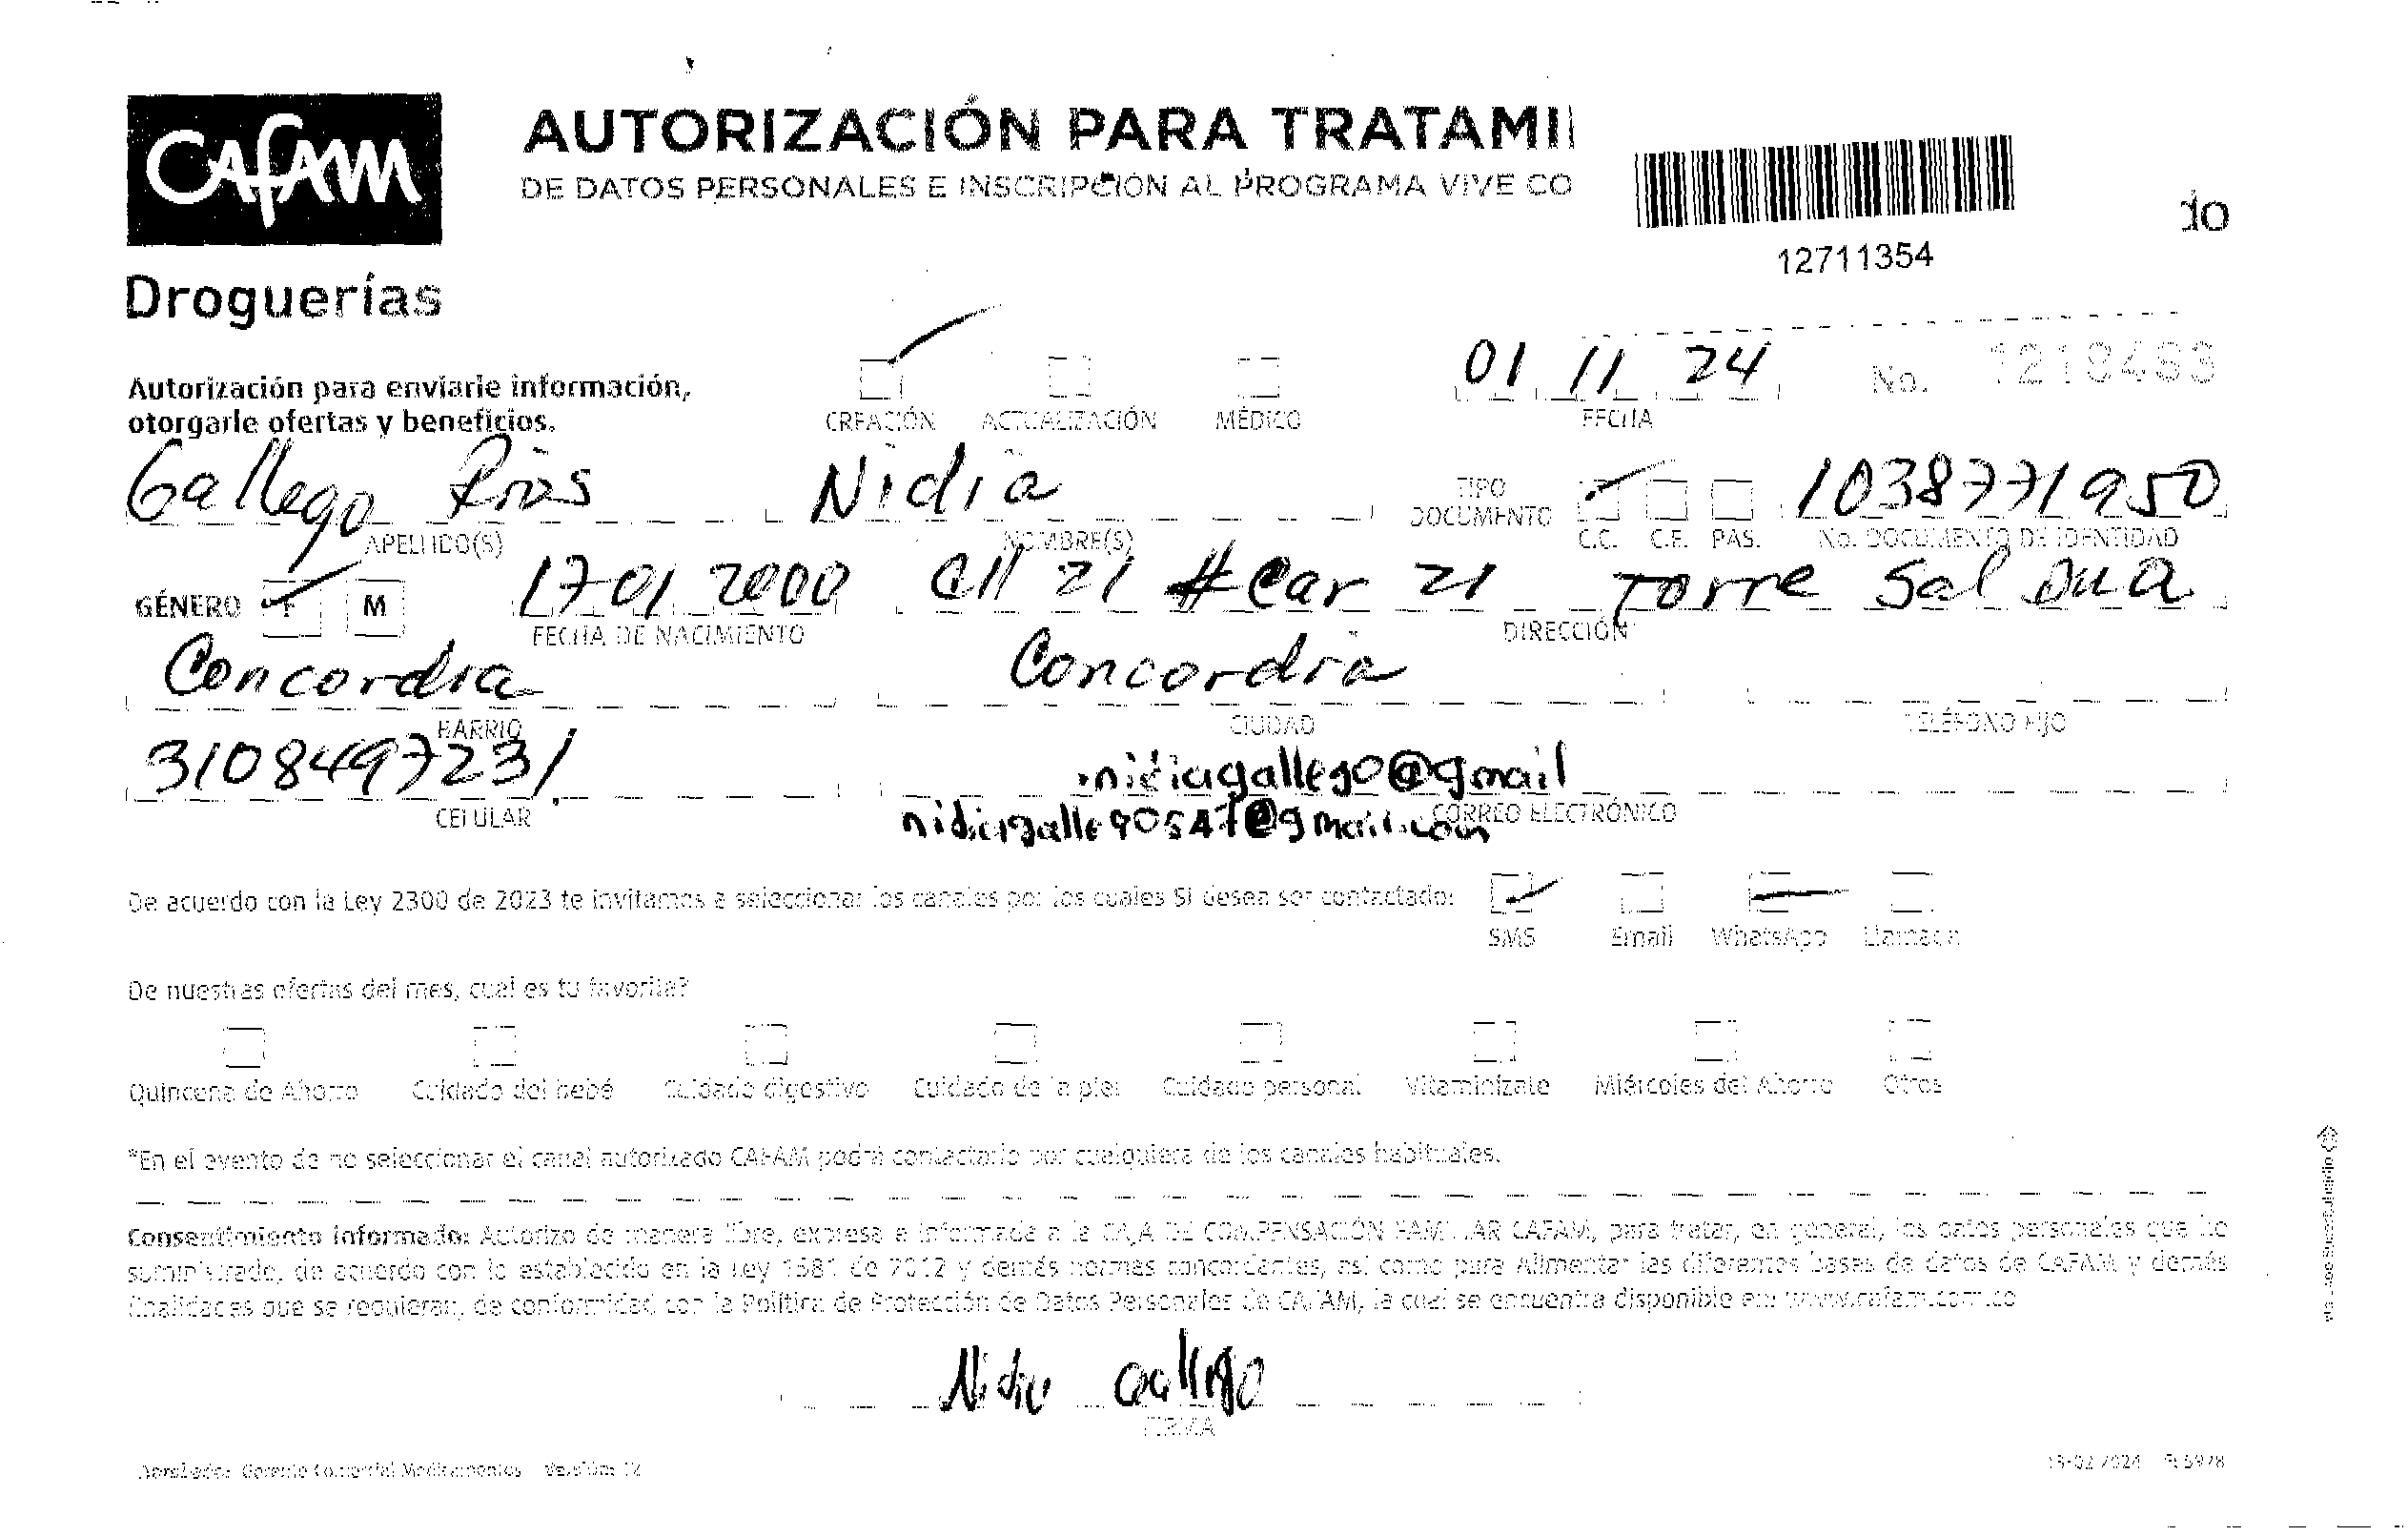 CAFAM
Droguerías
AUTORIZACIÓN PARA TRATAMI
DE DATOS PERSONALES E INSCRIPCIÓN AL PROGRAMA VIVE CO
do
12711354
Autorización para enviarle información,
otorgarle ofertas y beneficios.
CREACIÓN ACTUALIZACIÓN MÉDICO
01 11 24
FECHA
No.
Gallego Rios Nidia
TIPO DOCUMENTO
C.C. C.E. PAS.
1038771950
APELLIDO(S) NOMBRE(S) No. DOCUMENTO DE IDENTIDAD
GÉNERO F M 17 01 2000 Cll 21 # Car 21 Torre Sal
FECHA DE NACIMIENTO DIRECCIÓN
Concordia Concordia
BARRIO CIUDAD TELÉFONO FIJO
3108497231 nidiagallego@gmail
CELULAR CORREO ELECTRÓNICO
De acuerdo con la Ley 2300 de 2023 te invitamos a seleccionar los canales por los cuales SI desea ser contactado:
SMS Email WhatsApp Llamada
De nuestras ofertas del mes, cual es tu favorita?
Quincena de Ahorro Cuidado del bebé Cuidado digestivo Cuidado de la piel Cuidado personal Vitaminízate Miércoles del Ahorro Otros
*En el evento de no seleccionar el canal autorizado CAFAM podrá contactarlo por cualquiera de los canales habituales.
Consentimiento informado: Autorizo de manera libre, expresa e informada a la CAJA DE COMPENSACIÓN FAMILIAR CAFAM, para tratar, en general, los datos personales que he
suministrado, de acuerdo con lo establecido en la Ley 1581 de 2012 y demás normas concordantes, así como para Alimentar las diferentes bases de datos de CAFAM y demás
finalidades que se requieran, de conformidad con la Política de Protección de Datos Personales de CAFAM, la cual se encuentra disponible en: www.cafam.com.co
Nidia Gallego
FIRMA
Gerente Comercial Medicamentos Versión: 12
13-02-2024